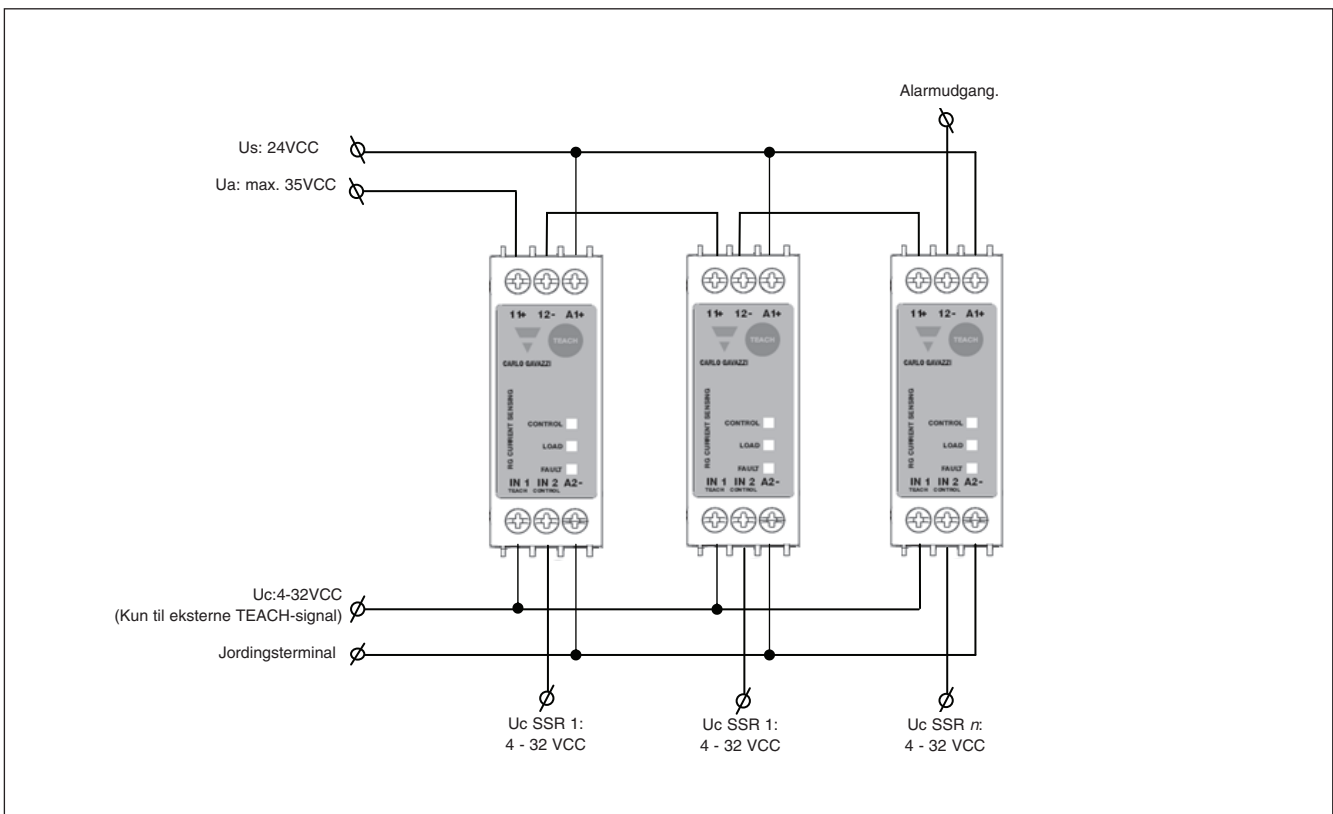 Alarmudgang.
Us: 24VCC
Ua: max. 35VCC
11+ 12- A1+
TEACH
CARLO GAVAZZI
RG CURRENT SENSING
CONTROL
LOAD
FAULT
IN 1 IN 2 A2-
TEACH CONTROL
11+ 12- A1+
TEACH
CARLO GAVAZZI
RG CURRENT SENSING
CONTROL
LOAD
FAULT
IN 1 IN 2 A2-
TEACH CONTROL
11+ 12- A1+
TEACH
CARLO GAVAZZI
RG CURRENT SENSING
CONTROL
LOAD
FAULT
IN 1 IN 2 A2-
TEACH CONTROL
Uc:4-32VCC
(Kun til eksterne TEACH-signal)
Jordingsterminal
Uc SSR 1:
4 - 32 VCC
Uc SSR 1:
4 - 32 VCC
Uc SSR n:
4 - 32 VCC